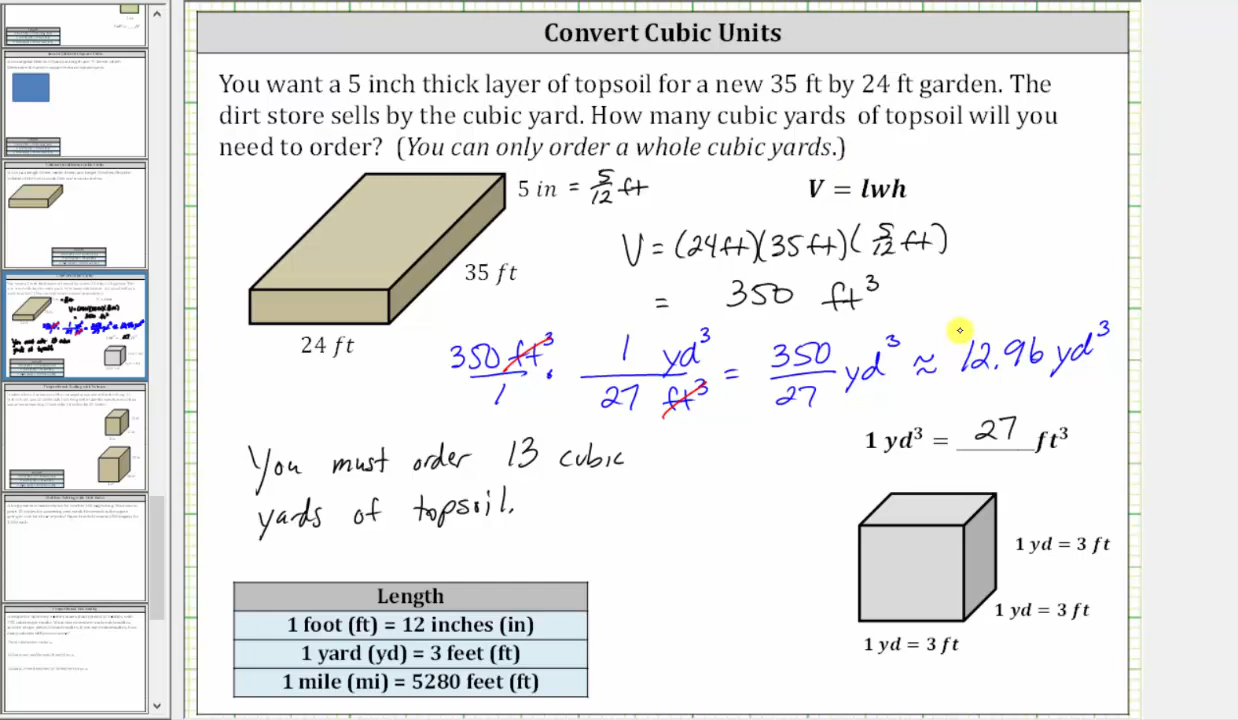 Convert Cubic Units
You want a 5 inch thick layer of topsoil for a new 35 ft by 24 ft garden. The
dirt store sells by the cubic yard. How many cubic yards of topsoil will you
need to order? (You can only order a whole cubic yards.)
5 in = 5/12 ft
V = lwh
V = (24ft)(35ft)(5/12 ft)
35 ft
= 350 ft³
24 ft
350 ft³/1 · 1 yd³/27 ft³ = 350/27 yd³ ≈ 12.96 yd³
1 yd³ = 27 ft³
You must order 13 cubic
yards of topsoil.
1 yd = 3 ft
1 yd = 3 ft
1 yd = 3 ft
Length
1 foot (ft) = 12 inches (in)
1 yard (yd) = 3 feet (ft)
1 mile (mi) = 5280 feet (ft)